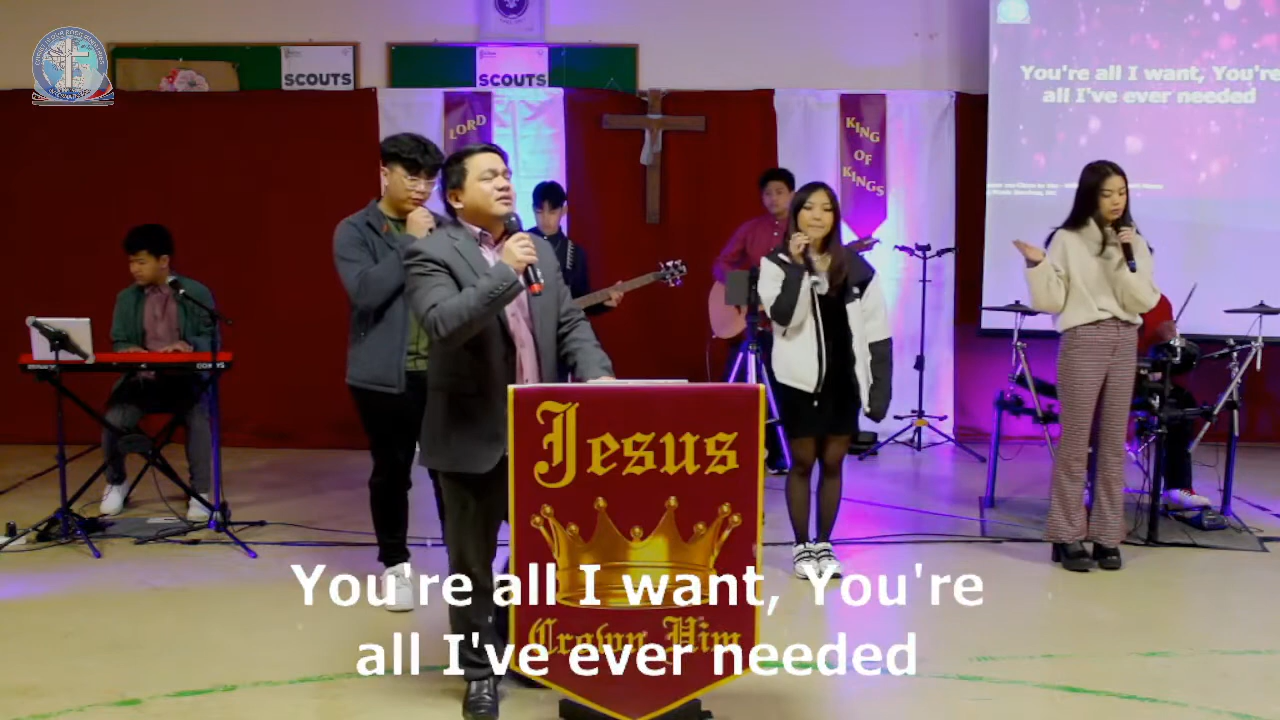 SCOUTS
SCOUTS
LORD
KING
OF
KINGS
You're all I want, You're
all I've ever needed
Jesus
Crown Him
You're all I want, You're
all I've ever needed